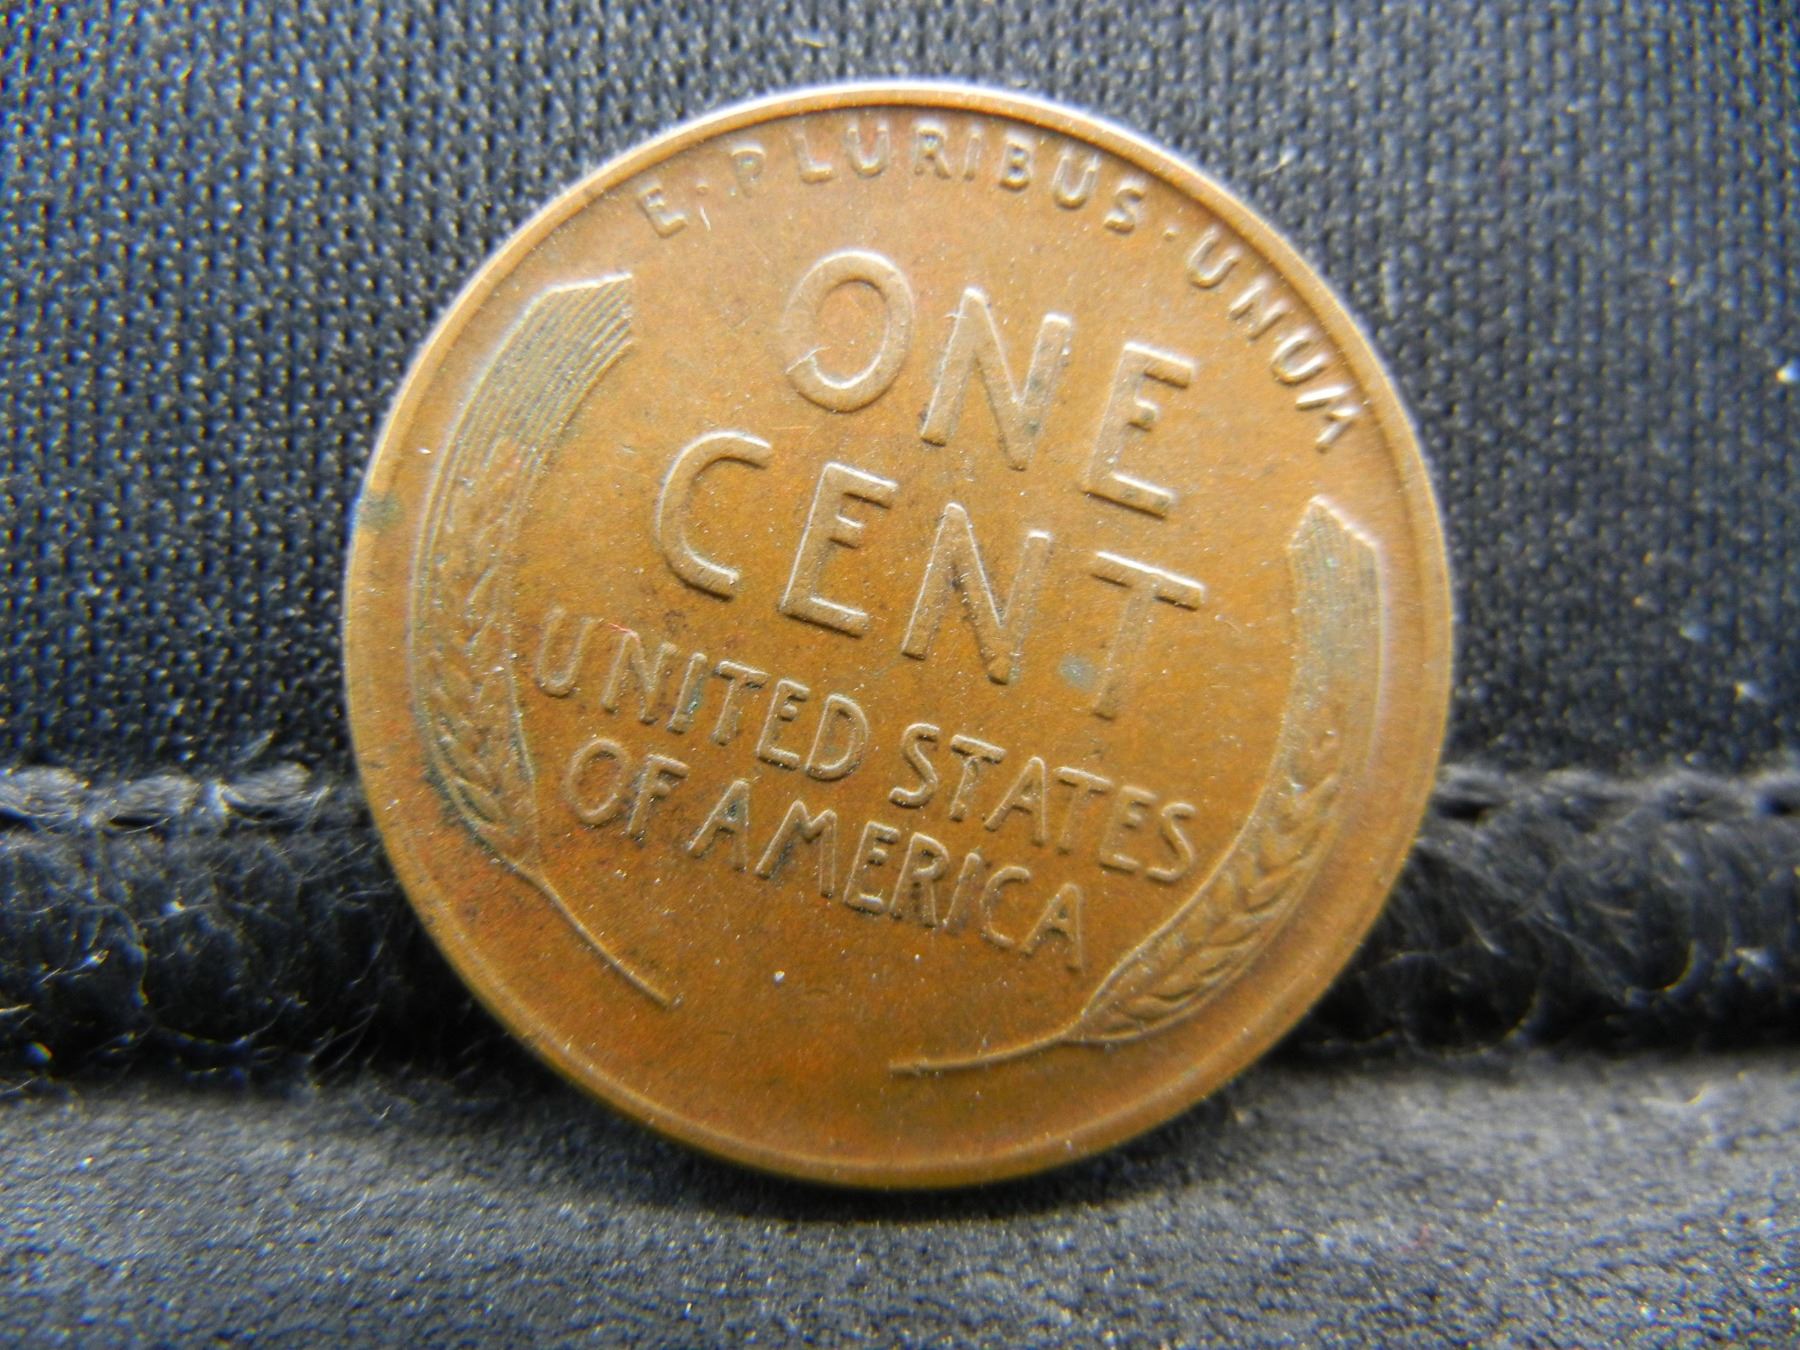 E·PLURIBUS·UNUM
ONE
CENT
UNITED STATES
OF AMERICA